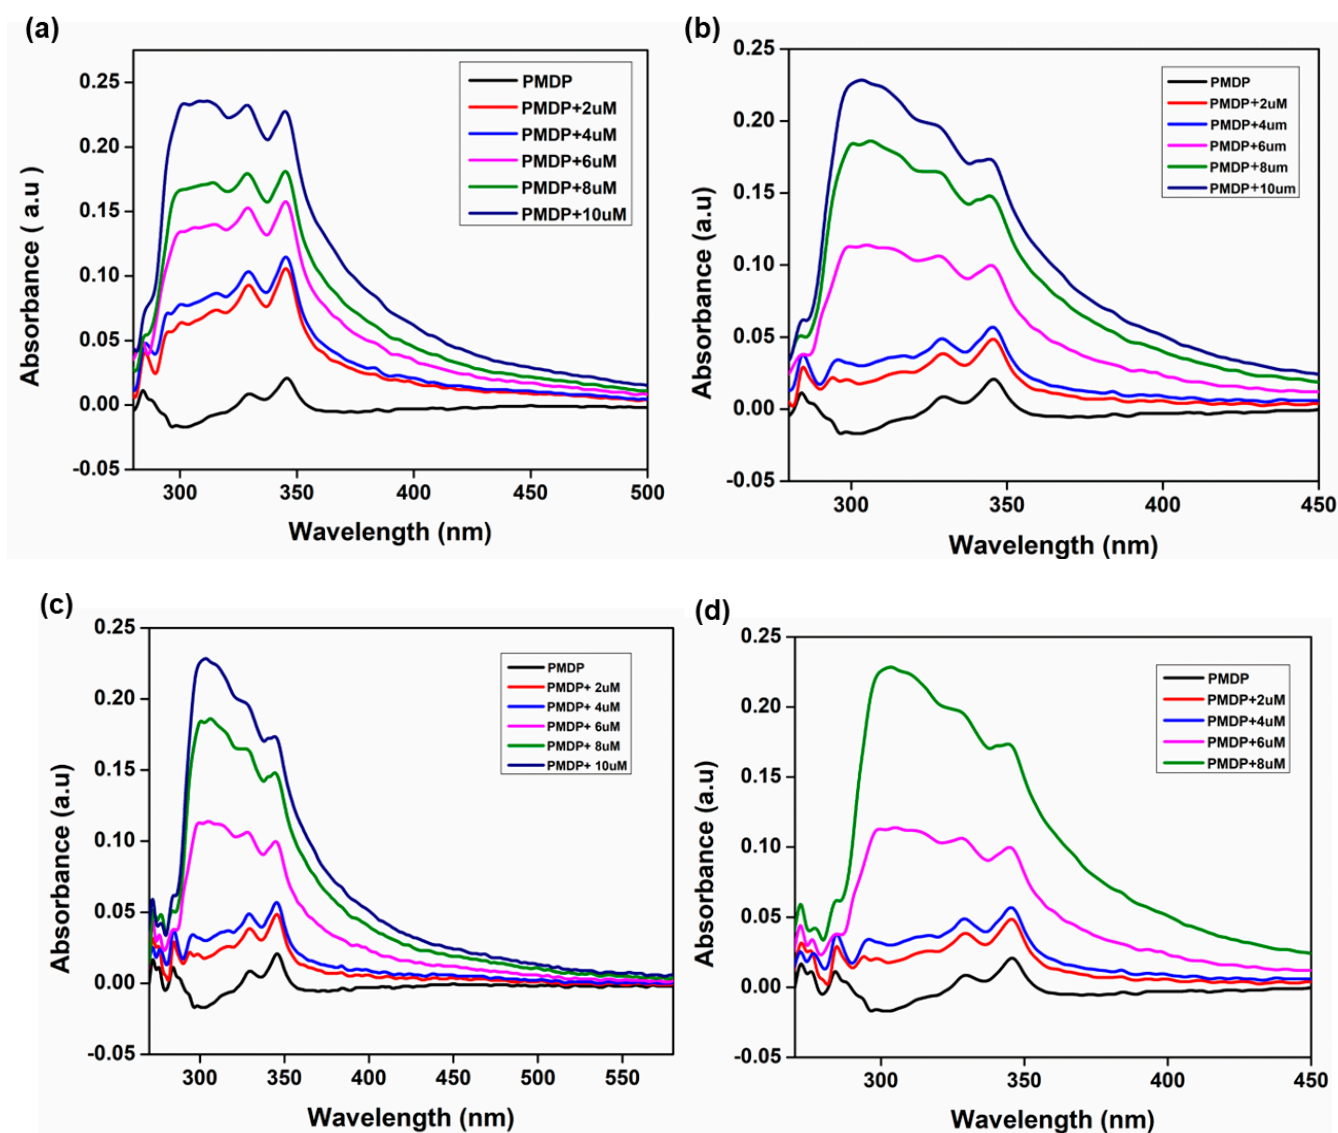 (a)
0.25
0.20
0.15
0.10
0.05
0.00
-0.05
Absorbance ( a.u )
PMDP
PMDP+2uM
PMDP+4uM
PMDP+6uM
PMDP+8uM
PMDP+10uM
300 350 400 450 500
Wavelength (nm)
(b)
0.25
0.20
0.15
0.10
0.05
0.00
-0.05
Absorbance (a.u)
PMDP
PMDP+2uM
PMDP+4um
PMDP+6um
PMDP+8um
PMDP+10um
300 350 400 450
Wavelength (nm)
(c)
0.25
0.20
0.15
0.10
0.05
0.00
-0.05
Absorbance (a.u)
PMDP
PMDP+ 2uM
PMDP+ 4uM
PMDP+ 6uM
PMDP+ 8uM
PMDP+ 10uM
300 350 400 450 500 550
Wavelength (nm)
(d)
0.25
0.20
0.15
0.10
0.05
0.00
-0.05
Absorbance (a.u)
PMDP
PMDP+2uM
PMDP+4uM
PMDP+6uM
PMDP+8uM
300 350 400 450
Wavelength (nm)